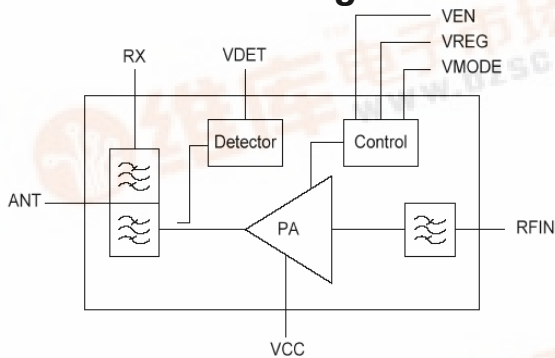 VEN
VREG
VMODE
RX
VDET
Detector
Control
ANT
PA
RFIN
VCC